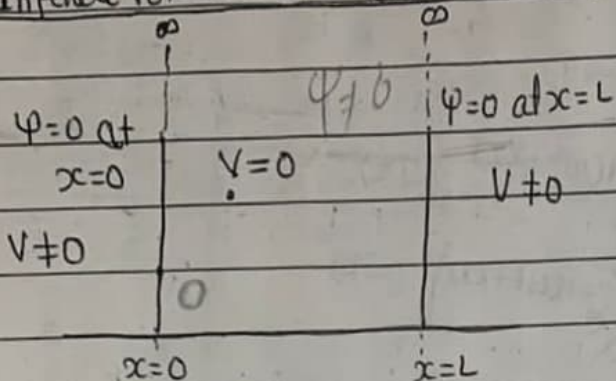 ∞ ∞
ψ≠0
ψ=0 at
x=0
V=0
ψ=0 at x=L
V≠0
V≠0
0
x=0 x=L